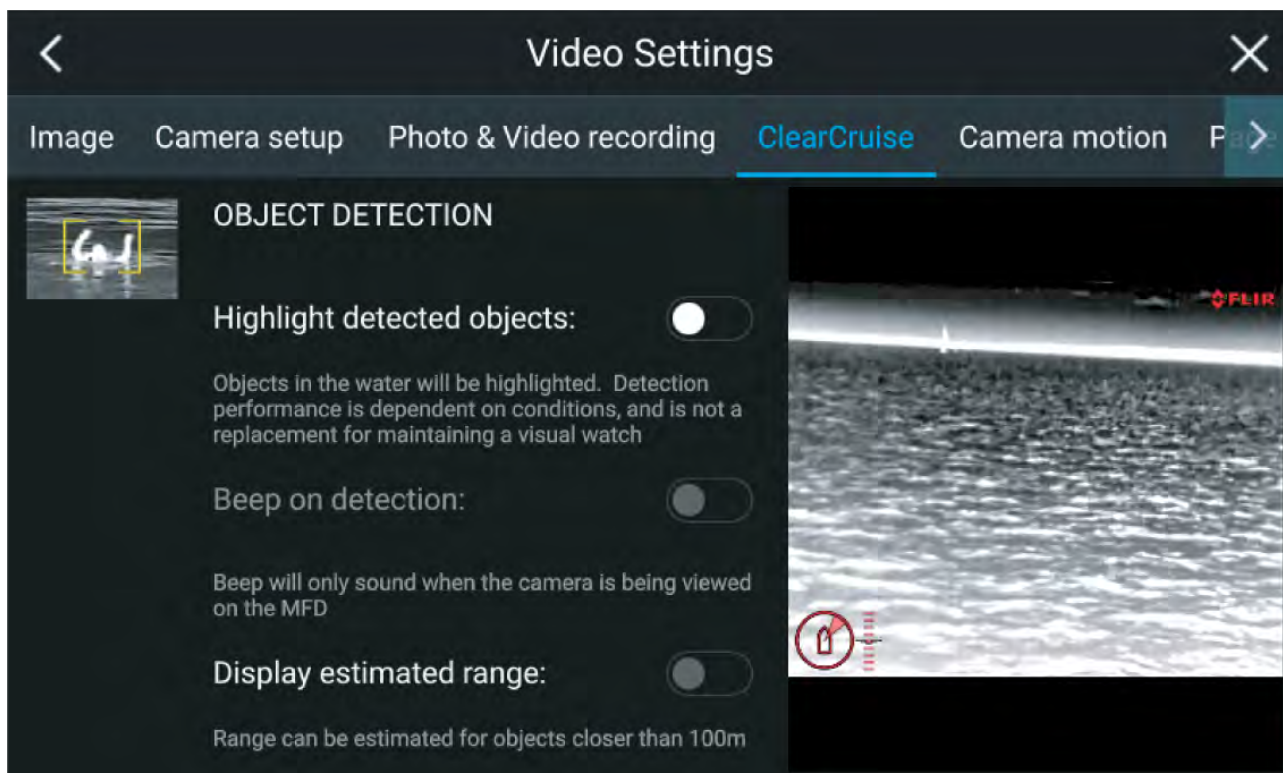 Video Settings
Image Camera setup Photo & Video recording ClearCruise Camera motion
OBJECT DETECTION
Highlight detected objects:
Objects in the water will be highlighted. Detection
performance is dependent on conditions, and is not a
replacement for maintaining a visual watch
Beep on detection:
Beep will only sound when the camera is being viewed
on the MFD
Display estimated range:
Range can be estimated for objects closer than 100m
FLIR